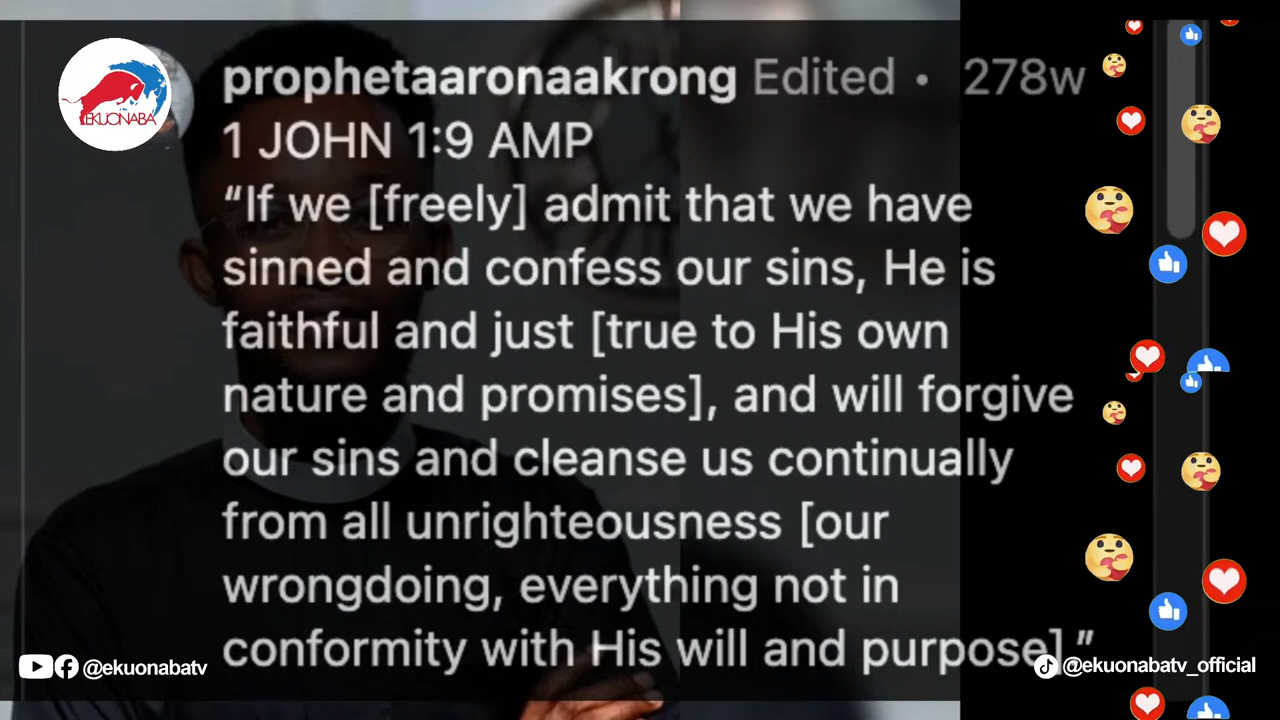 EKUONABA
prophetaaronaakrong Edited • 278w
1 JOHN 1:9 AMP
“If we [freely] admit that we have
sinned and confess our sins, He is
faithful and just [true to His own
nature and promises], and will forgive
our sins and cleanse us continually
from all unrighteousness [our
wrongdoing, everything not in
conformity with His will and purpose].”
@ekuonabatv
@ekuonabatv_official